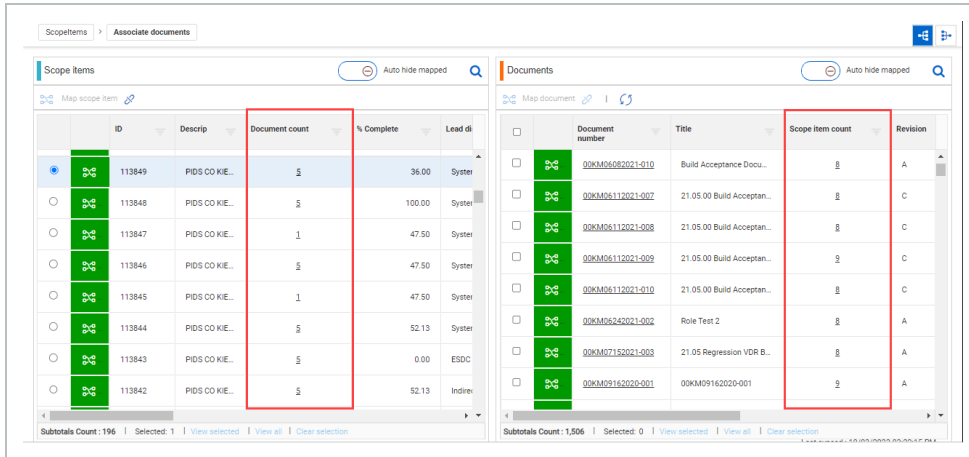 ScopeItems > Associate documents
Scope items
Auto hide mapped
Map scope item
ID Descrip Document count % Complete Lead di
113849 PIDS CO KIE... 5 36.00 System
113848 PIDS CO KIE... 5 100.00 System
113847 PIDS CO KIE... 1 47.50 System
113846 PIDS CO KIE... 5 47.50 System
113845 PIDS CO KIE... 1 47.50 System
113844 PIDS CO KIE... 5 52.13 System
113843 PIDS CO KIE... 5 0.00 ESDC
113842 PIDS CO KIE... 5 52.13 Indirec
Subtotals Count : 196 | Selected: 1 | View selected | View all | Clear selection
Documents
Auto hide mapped
Map document |
Document number Title Scope item count Revision
00KM06082021-010 Build Acceptance Docu... 8 A
00KM06112021-007 21.05.00 Build Acceptan... 8 C
00KM06112021-008 21.05.00 Build Acceptan... 8 C
00KM06112021-009 21.05.00 Build Acceptan... 9 C
00KM06112021-010 21.05.00 Build Acceptan... 8 C
00KM06242021-002 Role Test 2 8 A
00KM07152021-003 21.05 Regression VDR B... 8 A
00KM09162020-001 00KM09162020-001 9 A
Subtotals Count : 1,506 | Selected: 0 | View selected | View all | Clear selection